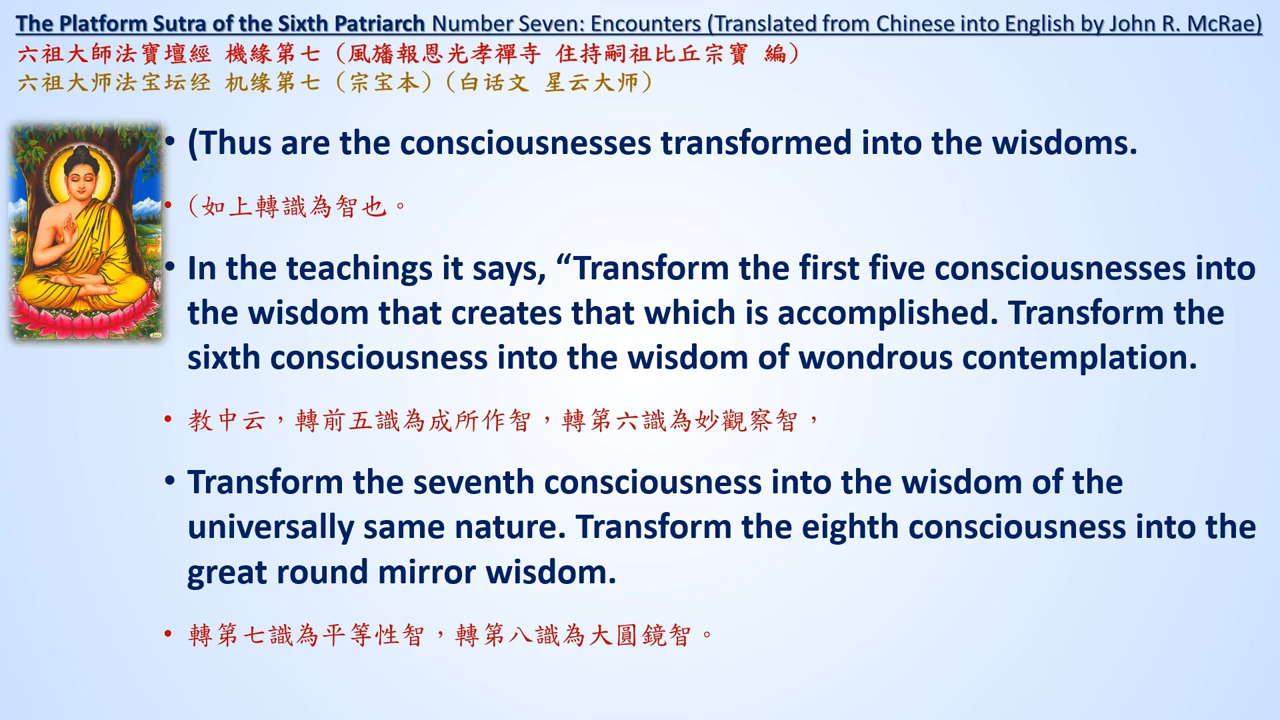 The Platform Sutra of the Sixth Patriarch Number Seven: Encounters (Translated from Chinese into English by John R. McRae)
六祖大師法寶壇經 機緣第七（風旛報恩光孝禪寺 住持嗣祖比丘宗寶 編）
六祖大师法宝坛经 机缘第七（宗宝本）（白话文 星云大师）
• (Thus are the consciousnesses transformed into the wisdoms.
• （如上轉識為智也。
• In the teachings it says, “Transform the first five consciousnesses into
the wisdom that creates that which is accomplished. Transform the
sixth consciousness into the wisdom of wondrous contemplation.
• 教中云，轉前五識為成所作智，轉第六識為妙觀察智，
• Transform the seventh consciousness into the wisdom of the
universally same nature. Transform the eighth consciousness into the
great round mirror wisdom.
• 轉第七識為平等性智，轉第八識為大圓鏡智。